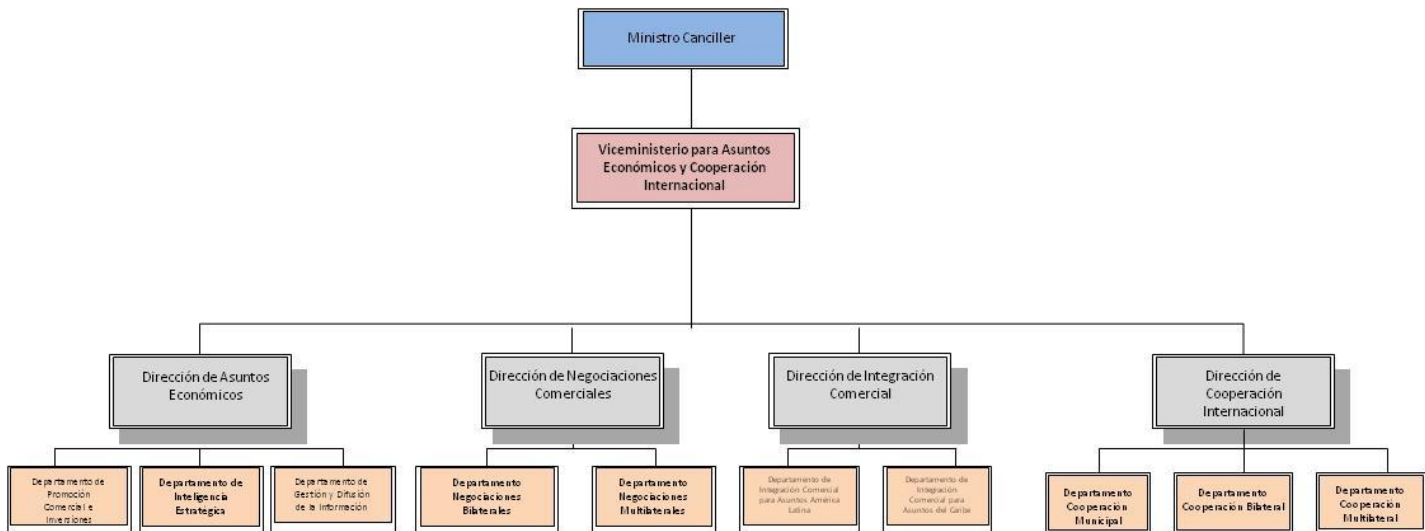 Ministro Canciller
Viceministerio para Asuntos
Económicos y Cooperación
Internacional
Dirección de Asuntos
Económicos
Dirección de Negociaciones
Comerciales
Dirección de Integración
Comercial
Dirección de
Cooperación
Internacional
Departamento de
Promoción
Comercial e
Inversiones
Departamento de
Inteligencia
Estratégica
Departamento de
Gestión y Difusión
de la Información
Departamento
Negociaciones
Bilaterales
Departamento
Negociaciones
Multilaterales
Departamento de
Integración Comercial
para Asuntos América
Latina
Departamento de
Integración
Comercial para
Asuntos del Caribe
Departamento
Cooperación
Municipal
Departamento
Cooperación Bilateral
Departamento
Cooperación
Multilateral